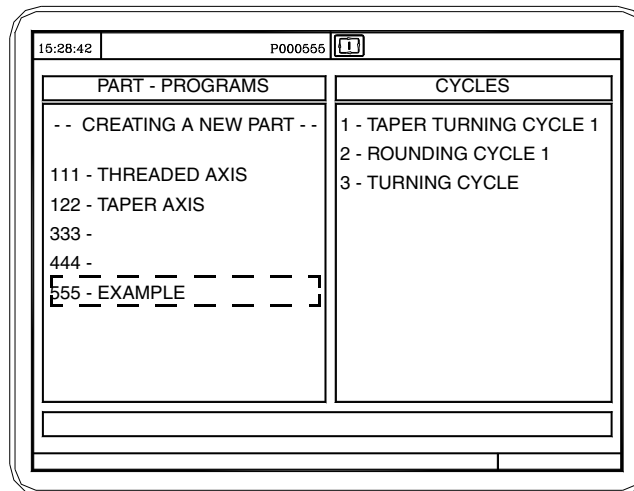 15:28:42 P000555
PART - PROGRAMS
- - CREATING A NEW PART - -
111 - THREADED AXIS
122 - TAPER AXIS
333 -
444 -
555 - EXAMPLE
CYCLES
1 - TAPER TURNING CYCLE 1
2 - ROUNDING CYCLE 1
3 - TURNING CYCLE